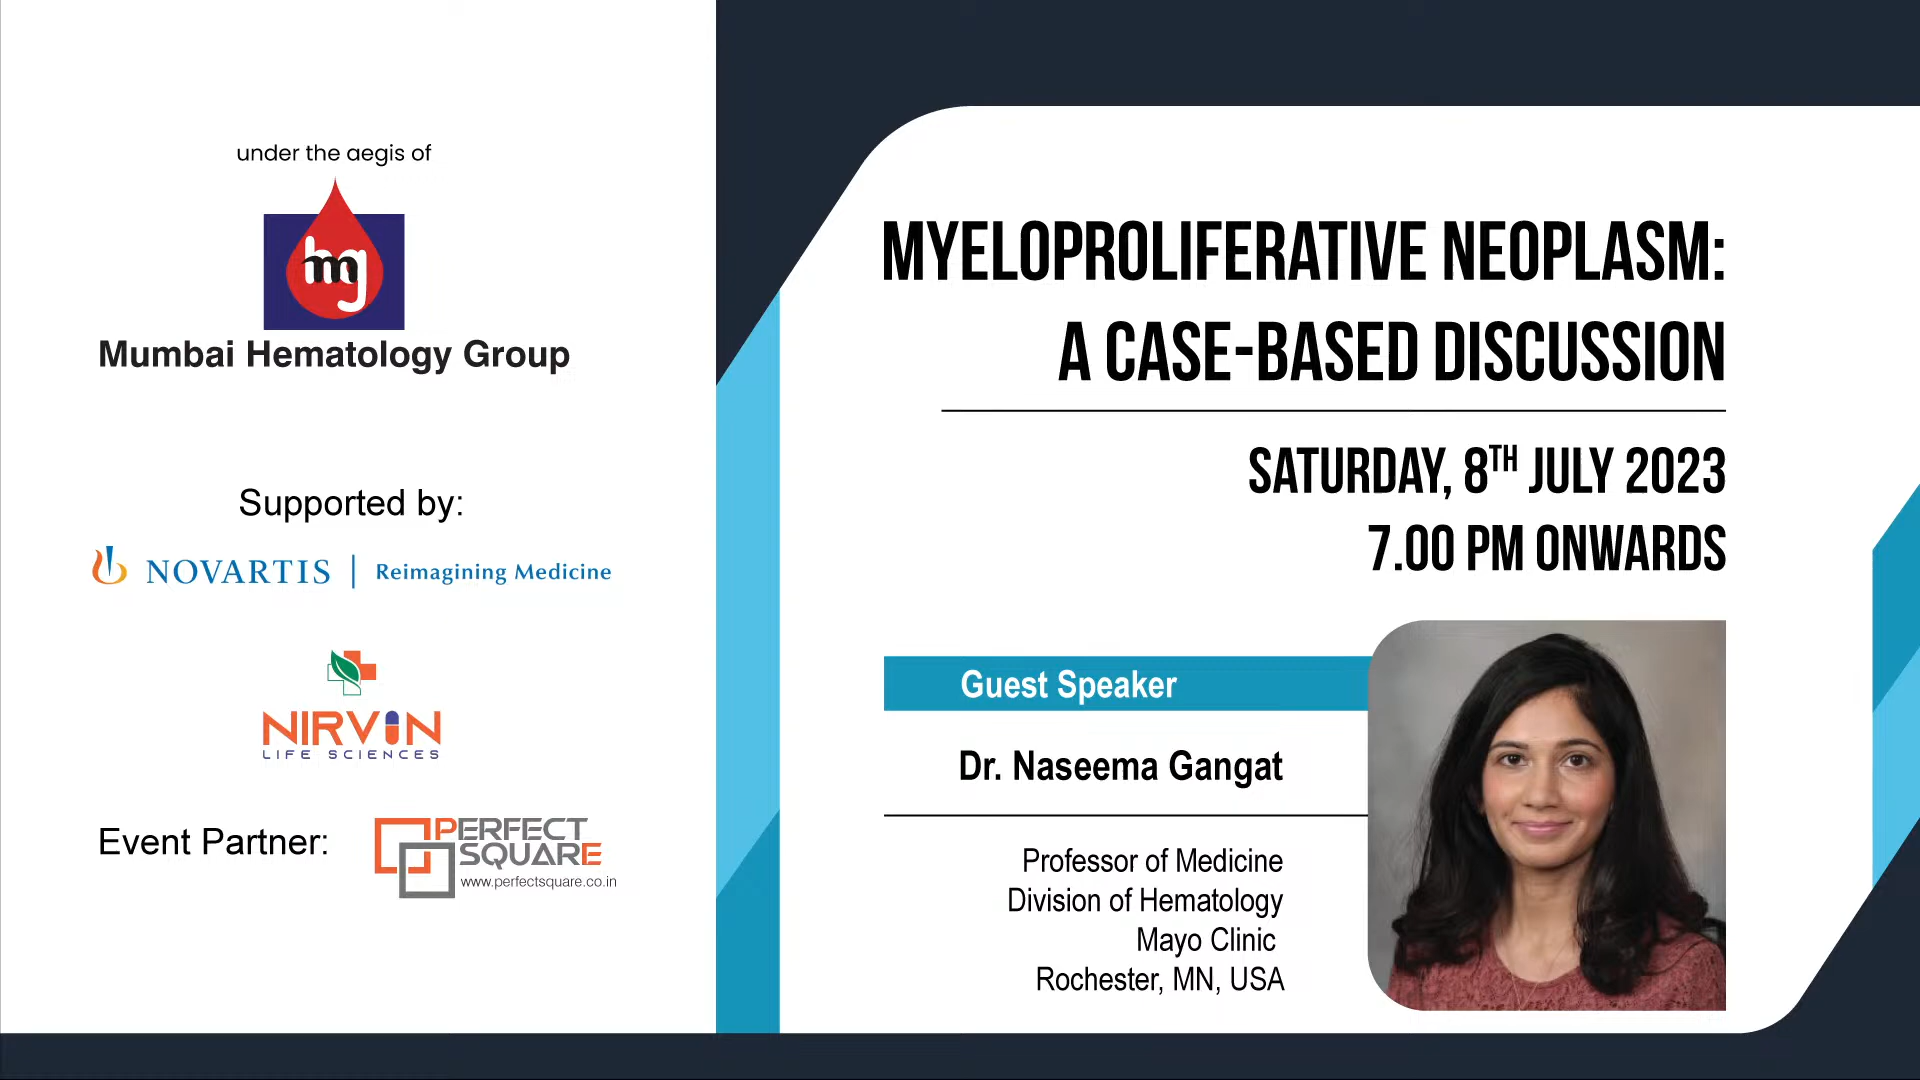 under the aegis of
hmg
Mumbai Hematology Group
Supported by:
NOVARTIS | Reimagining Medicine
NIRVIN
LIFE SCIENCES
Event Partner:
PERFECT
SQUARE
www.perfectsquare.co.in
MYELOPROLIFERATIVE NEOPLASM:
A CASE-BASED DISCUSSION
SATURDAY, 8TH JULY 2023
7.00 PM ONWARDS
Guest Speaker
Dr. Naseema Gangat
Professor of Medicine
Division of Hematology
Mayo Clinic
Rochester, MN, USA